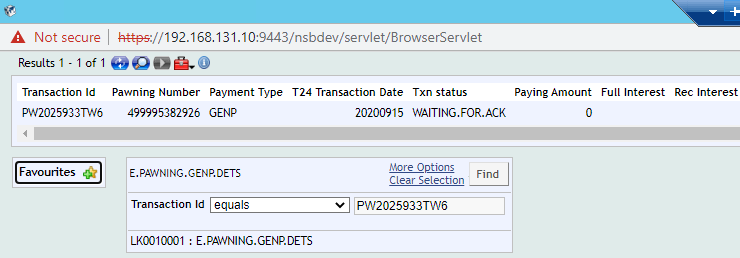 Not secure https://192.168.131.10:9443/nsbdev/servlet/BrowserServlet
Results 1 - 1 of 1
Transaction Id Pawning Number Payment Type T24 Transaction Date Txn status Paying Amount Full Interest Rec Interest
PW2025933TW6 499995382926 GENP 20200915 WAITING.FOR.ACK 0
Favourites
E.PAWNING.GENP.DETS More Options Find
Clear Selection
Transaction Id equals PW2025933TW6
LK0010001 : E.PAWNING.GENP.DETS